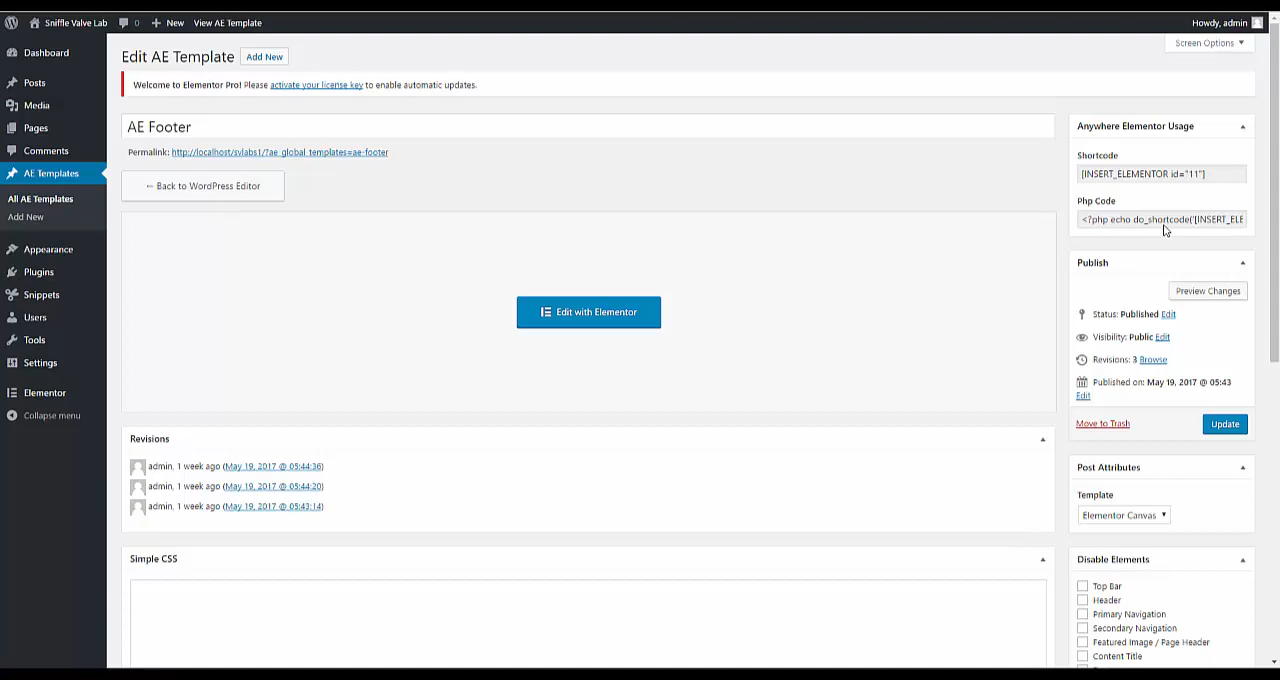 Sniffle Valve Lab 0 New View AE Template Howdy, admin
Dashboard
Posts
Media
Pages
Comments
AE Templates
All AE Templates
Add New
Appearance
Plugins
Snippets
Users
Tools
Settings
Elementor
Collapse menu
Screen Options
Edit AE Template Add New
Welcome to Elementor Pro! Please activate your license key to enable automatic updates.
AE Footer
Permalink: http://localhost/svlabs1/?ae_global_templates=ae-footer
← Back to WordPress Editor
Edit with Elementor
Revisions
admin, 1 week ago (May 19, 2017 @ 05:44:36)
admin, 1 week ago (May 19, 2017 @ 05:44:20)
admin, 1 week ago (May 19, 2017 @ 05:43:14)
Simple CSS
Anywhere Elementor Usage
Shortcode
[INSERT_ELEMENTOR id="11"]
Php Code
<?php echo do_shortcode('[INSERT_ELE
Publish
Preview Changes
Status: Published Edit
Visibility: Public Edit
Revisions: 3 Browse
Published on: May 19, 2017 @ 05:43
Edit
Move to Trash Update
Post Attributes
Template
Elementor Canvas
Disable Elements
Top Bar
Header
Primary Navigation
Secondary Navigation
Featured Image / Page Header
Content Title